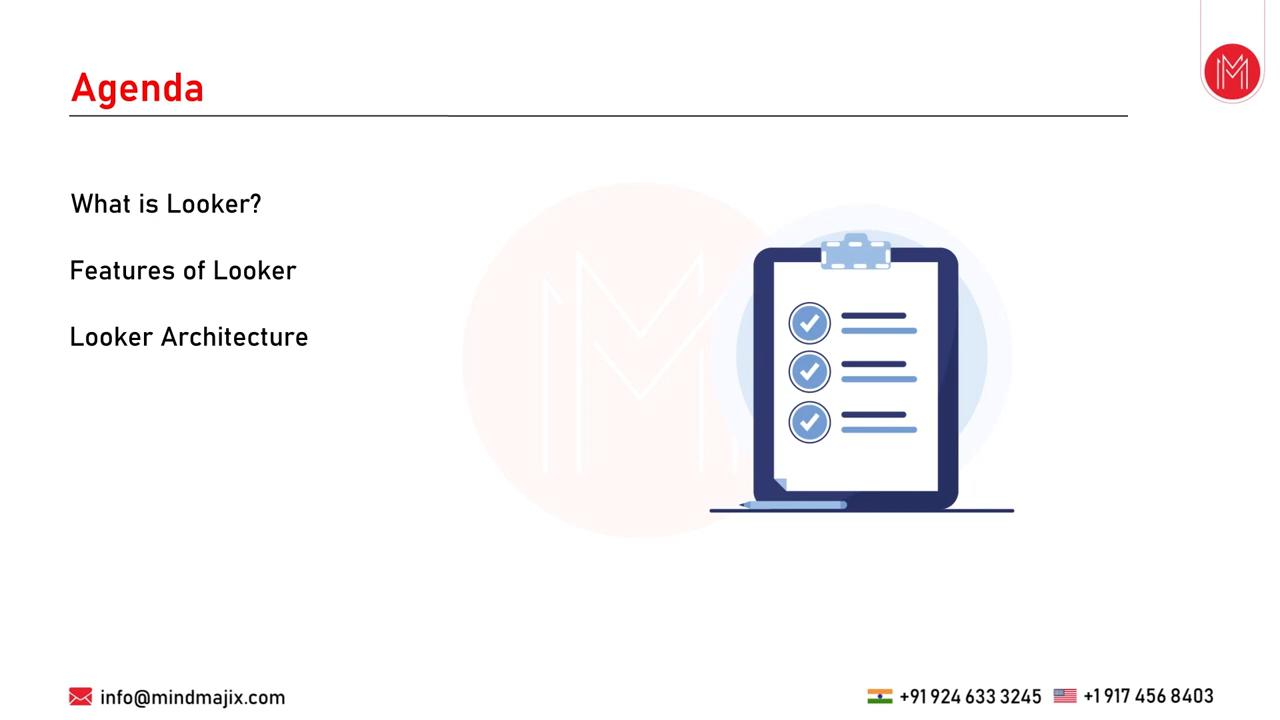 Agenda
What is Looker?
Features of Looker
Looker Architecture
info@mindmajix.com
+91 924 633 3245
+1 917 456 8403